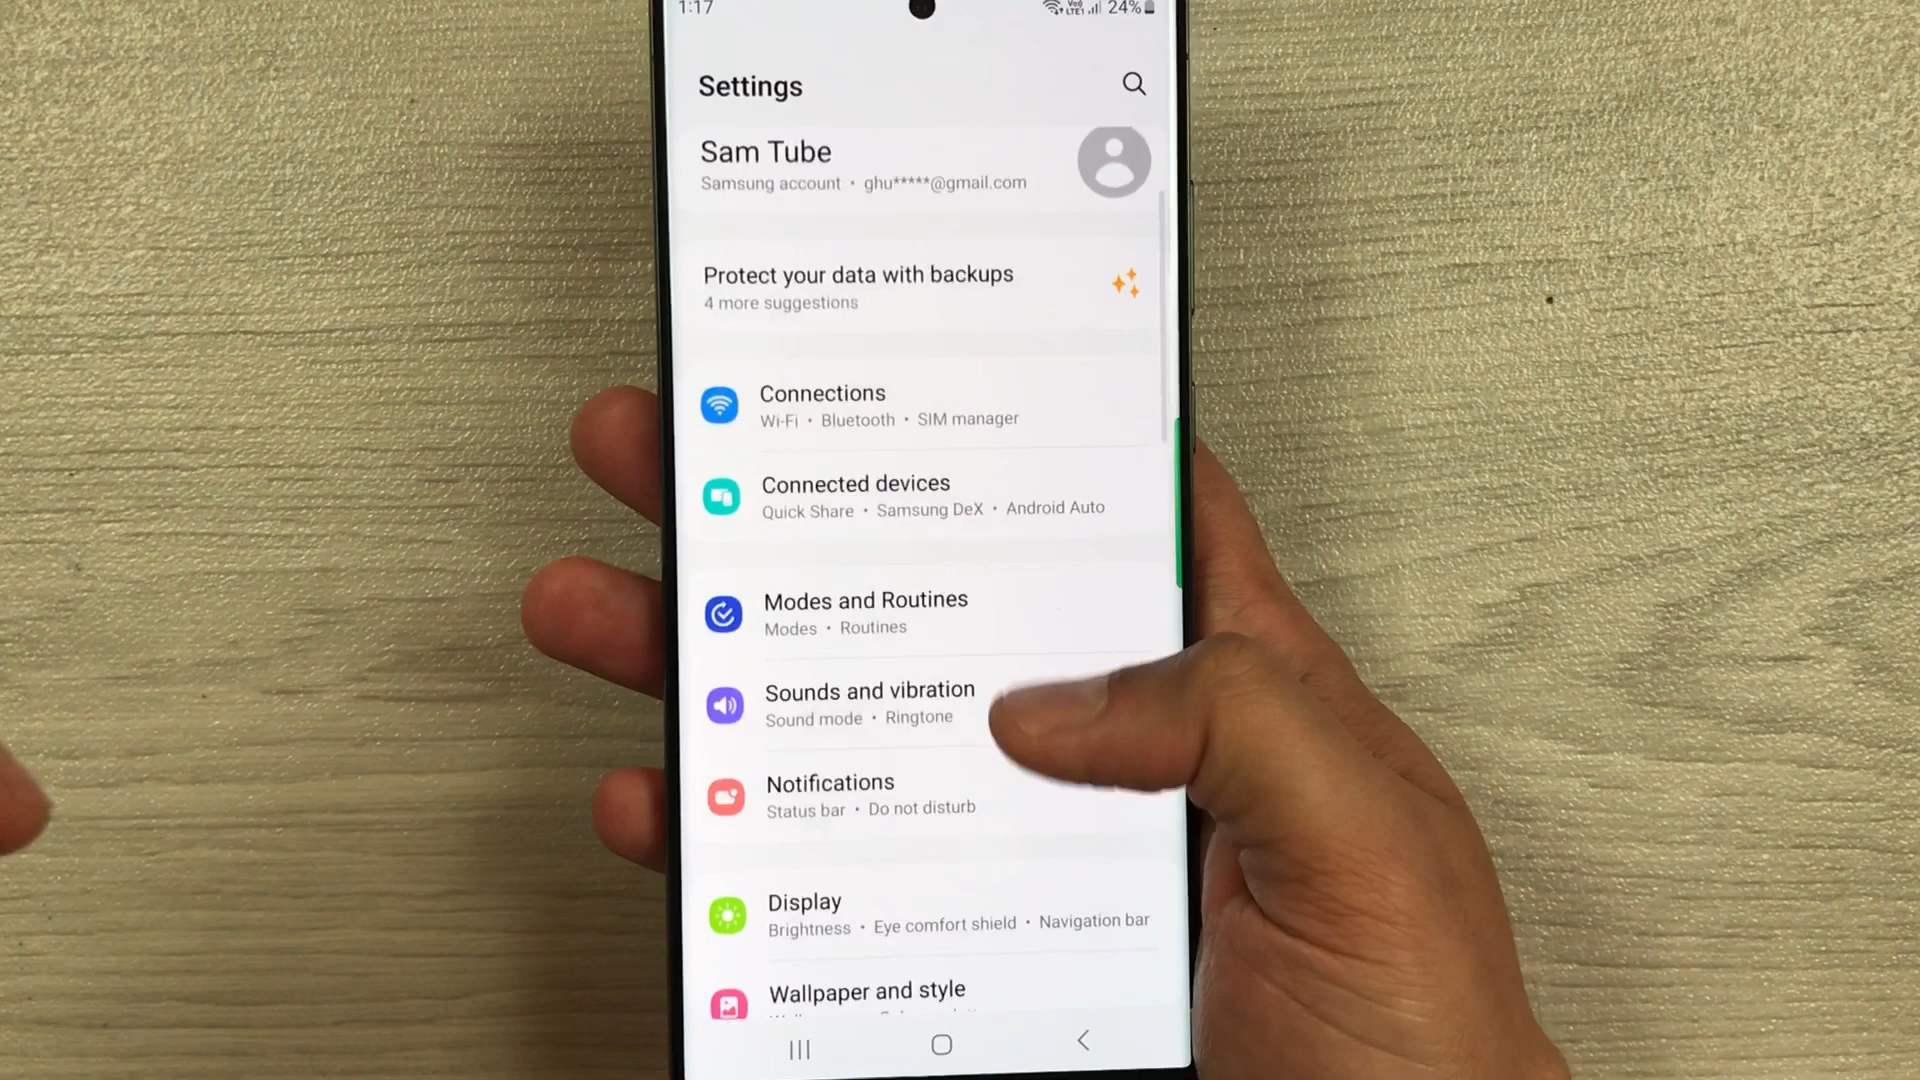 1:17
24%
Settings
Sam Tube
Samsung account • ghu*****@gmail.com
Protect your data with backups
4 more suggestions
Connections
Wi-Fi • Bluetooth • SIM manager
Connected devices
Quick Share • Samsung DeX • Android Auto
Modes and Routines
Modes • Routines
Sounds and vibration
Sound mode • Ringtone
Notifications
Status bar • Do not disturb
Display
Brightness • Eye comfort shield • Navigation bar
Wallpaper and style